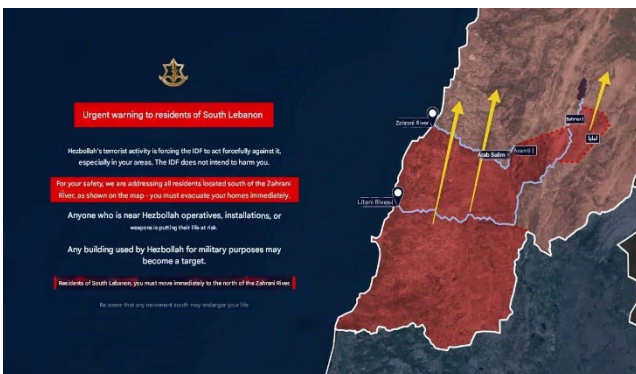 Urgent warning to residents of South Lebanon
Hezbollah's terrorist activity is forcing the IDF to act forcefully against it,
especially in your areas. The IDF does not intend to harm you.
For your safety, we are addressing all residents located south of the Zahrani
River, as shown on the map - you must evacuate your homes immediately.
Anyone who is near Hezbollah operatives, installations, or
weapons is putting their life at risk.
Any building used by Hezbollah for military purposes may
become a target.
Residents of South Lebanon, you must move immediately to the north of the Zahrani River.
Be aware that any movement south may endanger your life
Zahrani River
Arab Salim
Litani River